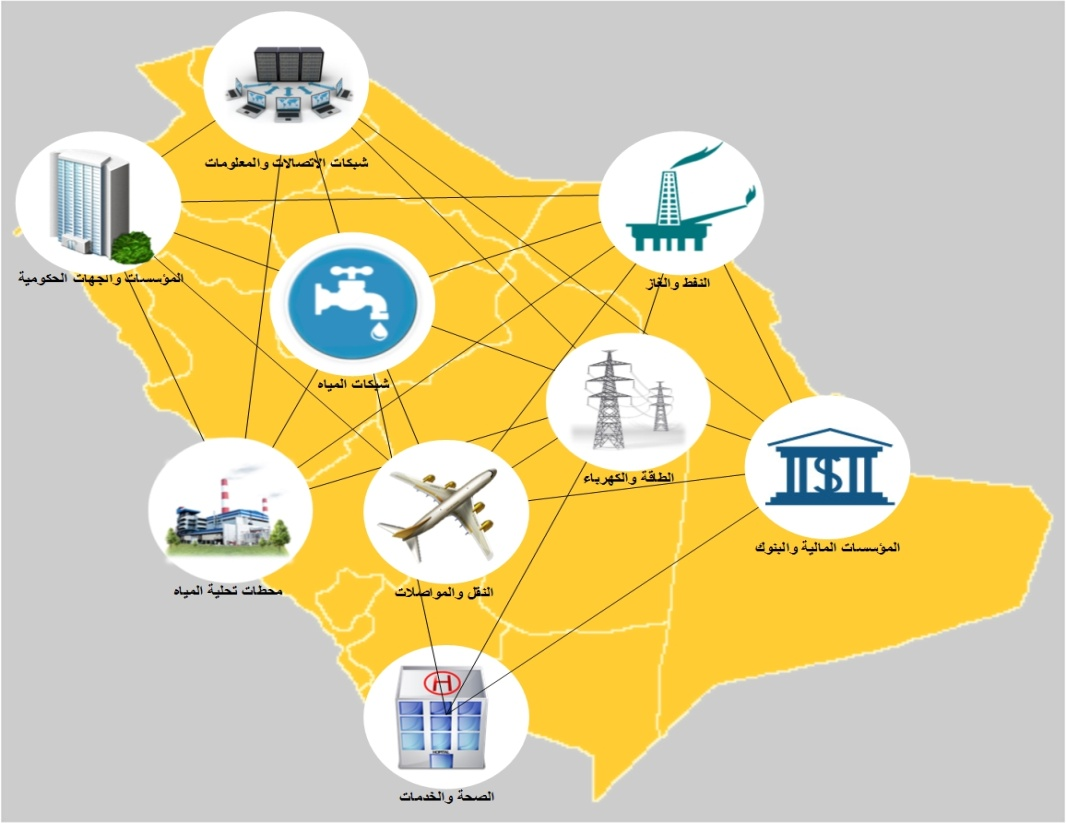 شبكات الاتصالات والمعلومات
المؤسسات والجهات الحكومية
النفط والغاز
شبكات المياه
الطاقة والكهرباء
المؤسسات المالية والبنوك
محطات تحلية المياه
النقل والمواصلات
H
الصحة والخدمات